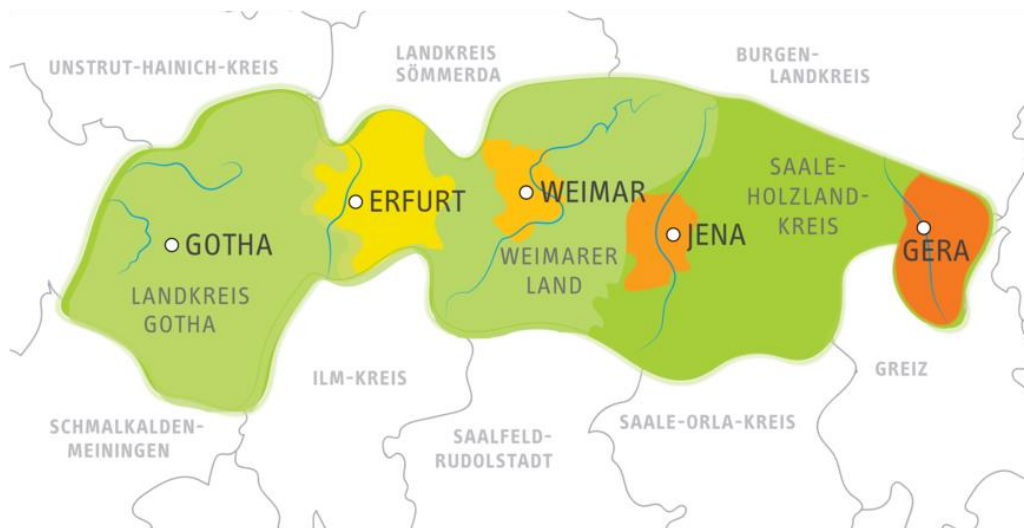 LANDKREIS
SÖMMERDA
BURGEN-
LANDKREIS
UNSTRUT-HAINICH-KREIS
SAALE-
HOLZLAND-
KREIS
ERFURT
WEIMAR
JENA
GERA
GOTHA
WEIMARER
LAND
LANDKREIS
GOTHA
ILM-KREIS
GREIZ
SCHMALKALDEN-
MEININGEN
SAALFELD-
RUDOLSTADT
SAALE-ORLA-KREIS